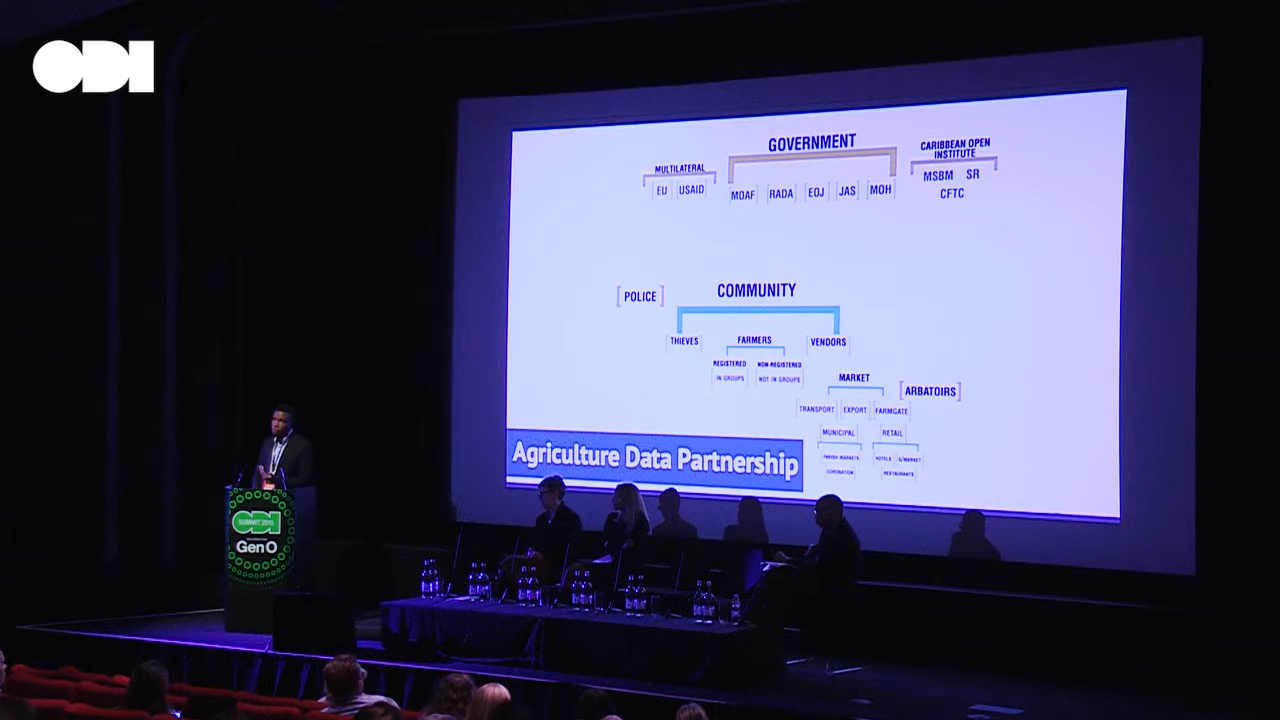 ODI
GOVERNMENT
CARIBBEAN OPEN
INSTITUTE
MULTILATERAL
EU USAID
MOAF RADA EOJ JAS MOH
MSBM SR
CFTC
COMMUNITY
POLICE
THIEVES
FARMERS
VENDORS
REGISTERED
NON-REGISTERED
IN GROUPS
NOT IN GROUPS
MARKET
ARBATOIRS
TRANSPORT EXPORT FARMGATE
MUNICIPAL
RETAIL
PARISH MARKETS
HOTELS S/MARKET
CORONATION
RESTAURANTS
Agriculture Data Partnership
ODI
SUMMIT 2015
Gen O